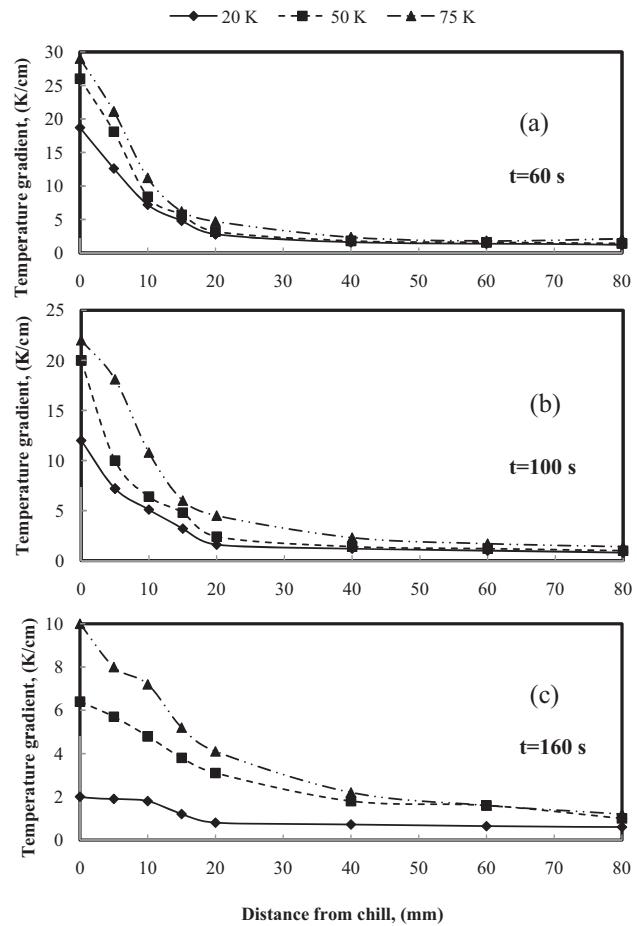 20 K 50 K 75 K
30
25
20
15
10
5
0
Temperature gradient, (K/cm)
(a)
t=60 s
0 10 20 30 40 50 60 70 80
25
20
15
10
5
0
Temperature gradient, (K/cm)
(b)
t=100 s
0 10 20 30 40 50 60 70 80
10
8
6
4
2
0
Temperature gradient, (K/cm)
(c)
t=160 s
0 10 20 30 40 50 60 70 80
Distance from chill, (mm)